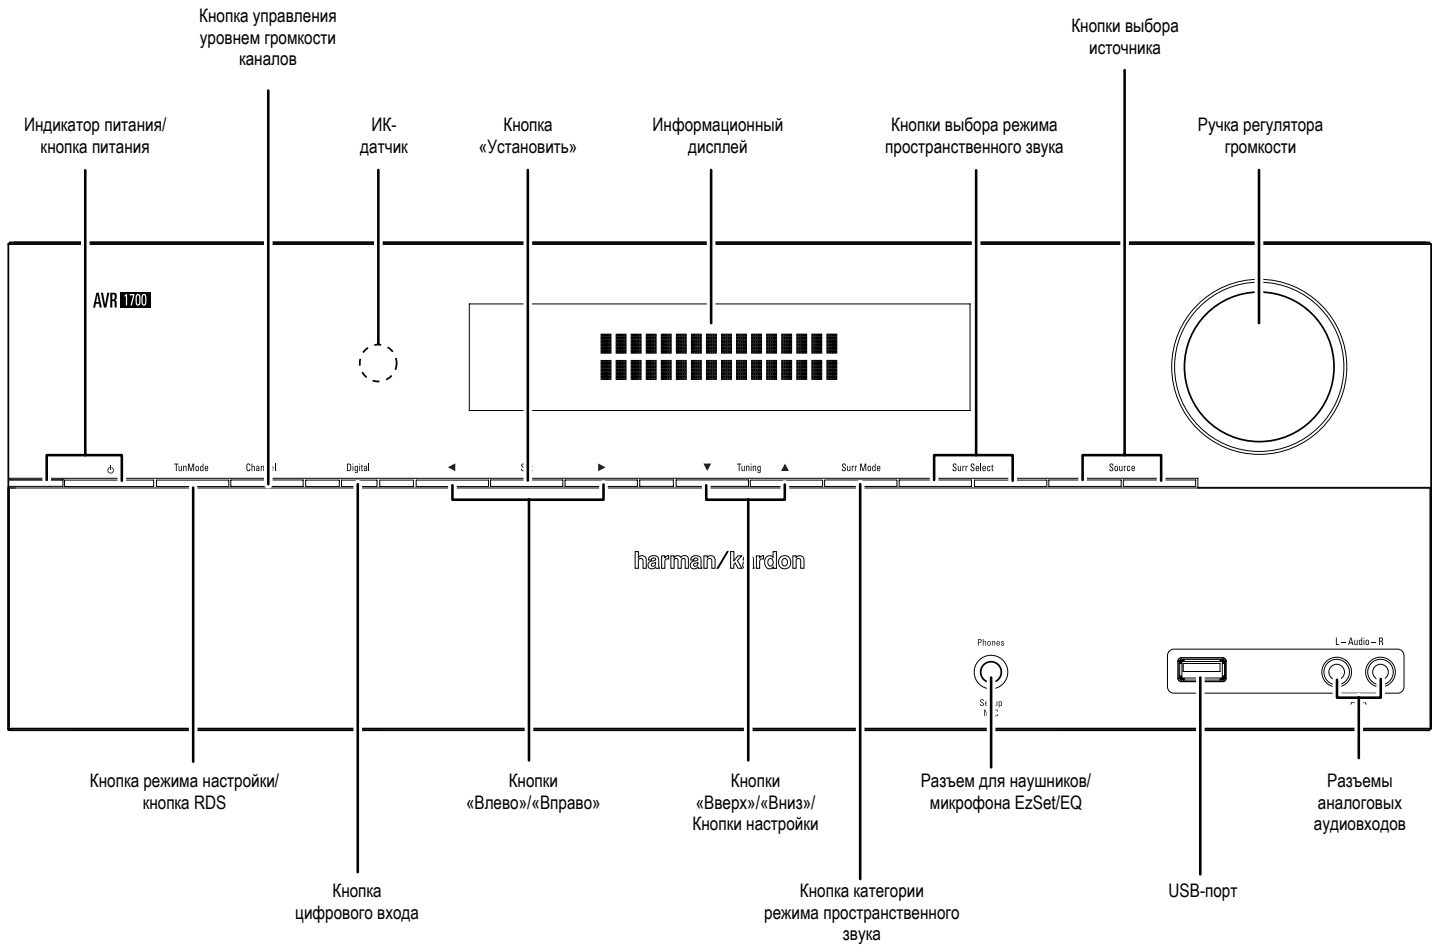 Кнопка управления
уровнем громкости
каналов
Кнопки выбора
источника
Индикатор питания/
кнопка питания
ИК-
датчик
Кнопка
«Установить»
Информационный
дисплей
Кнопки выбора режима
пространственного звука
Ручка регулятора
громкости
AVR 1700
TunMode
Channel
Digital
Tuning
Surr Mode
Surr Select
Source
harman/kardon
Phones
L – Audio – R
Кнопка режима настройки/
кнопка RDS
Кнопки
«Влево»/«Вправо»
Кнопки
«Вверх»/«Вниз»/
Кнопки настройки
Разъем для наушников/
микрофона EzSet/EQ
Разъемы
аналоговых
аудиовходов
Кнопка
цифрового входа
Кнопка категории
режима пространственного
звука
USB-порт